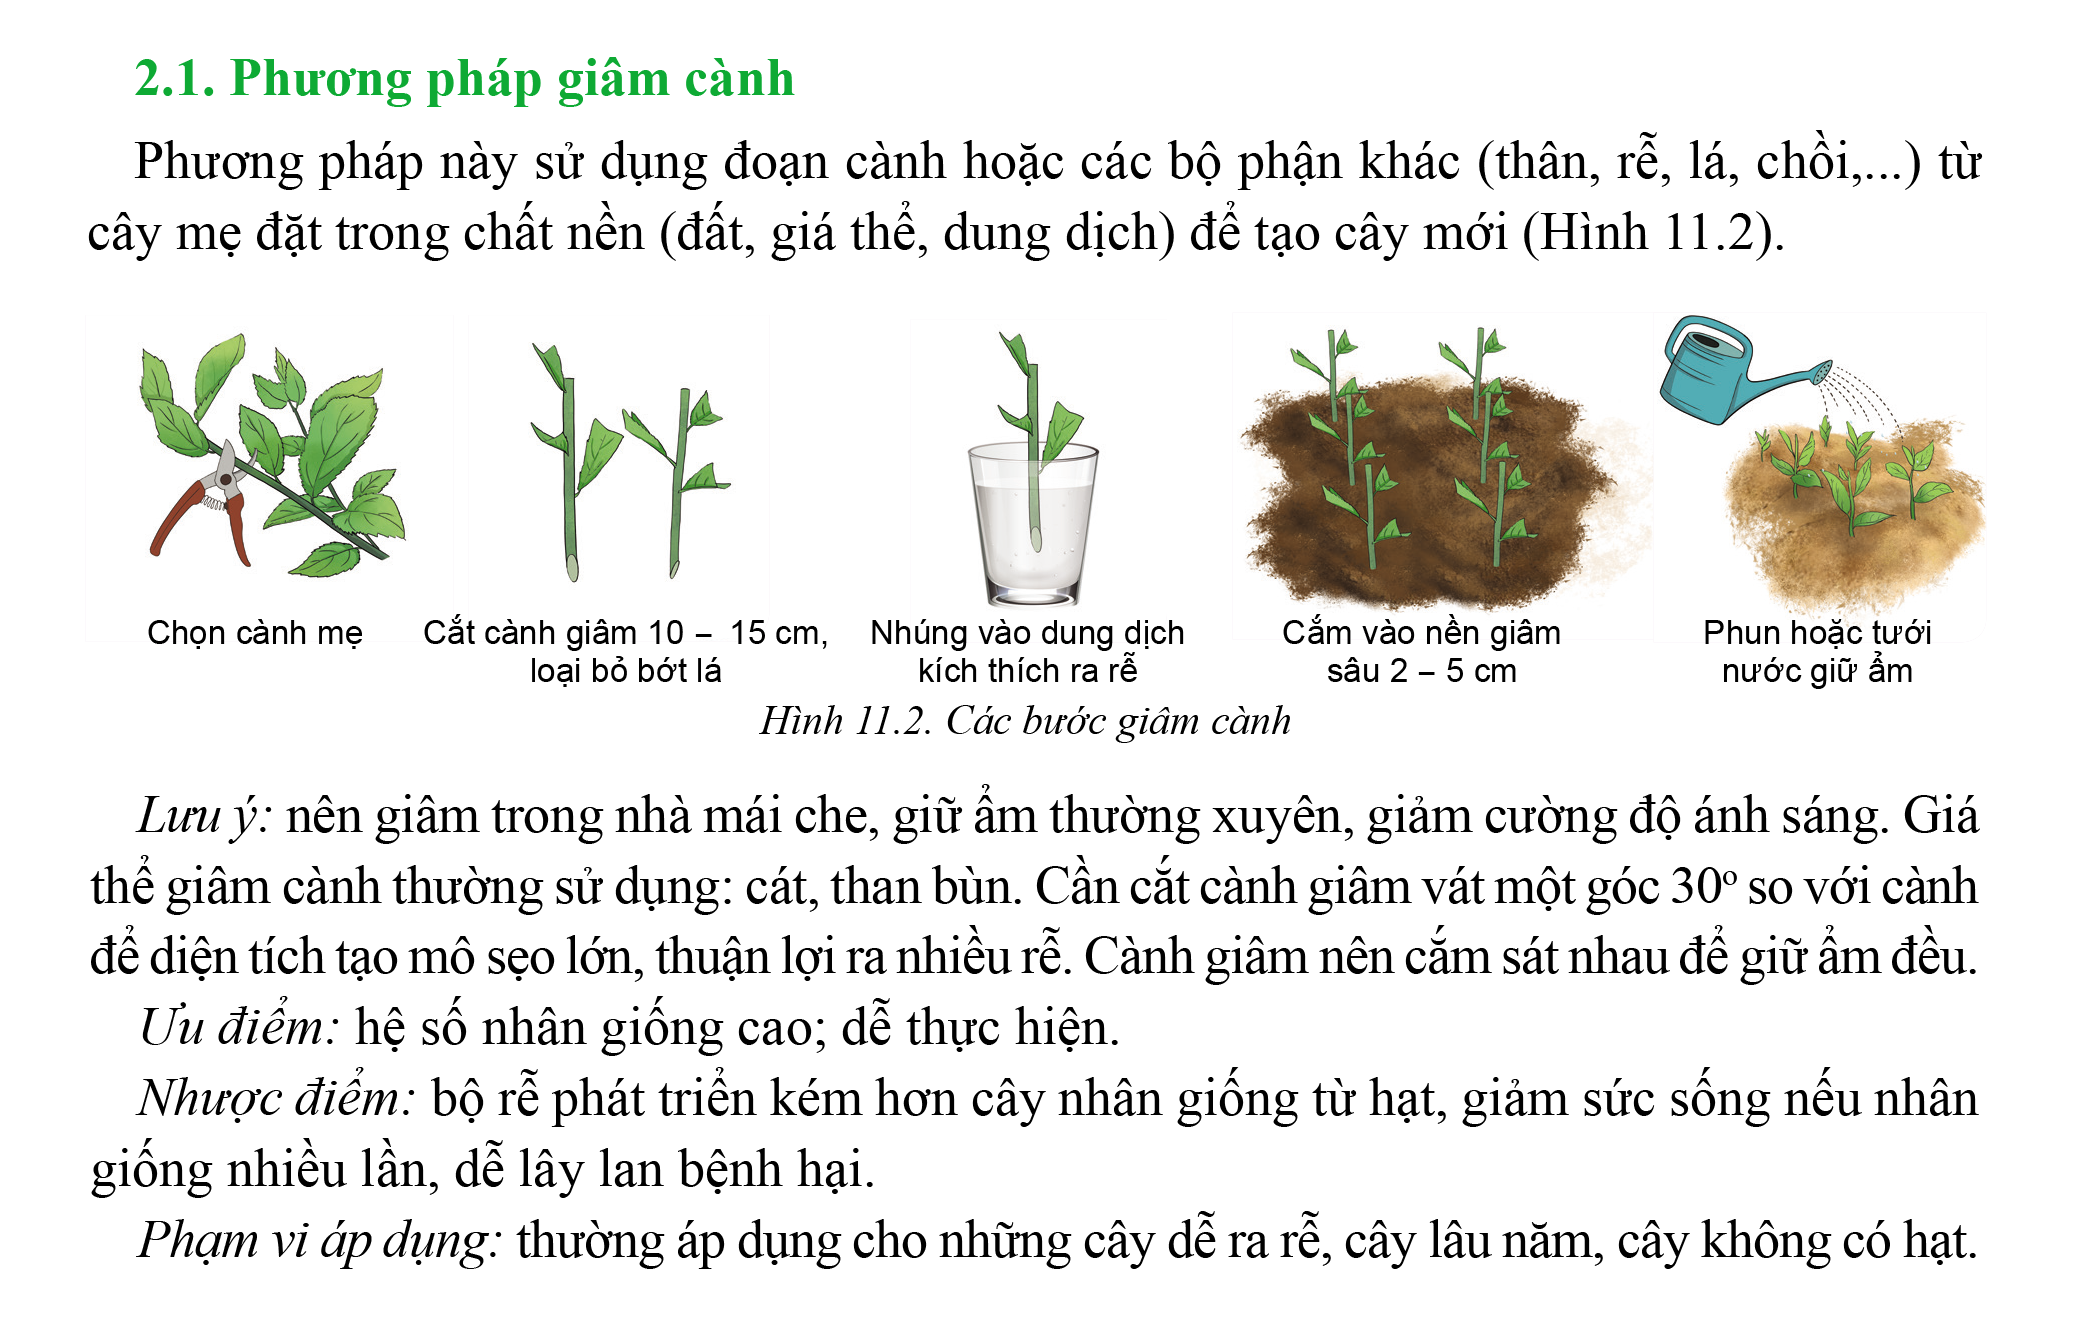 2.1. Phương pháp giâm cành
Phương pháp này sử dụng đoạn cành hoặc các bộ phận khác (thân, rễ, lá, chồi,...) từ
cây mẹ đặt trong chất nền (đất, giá thể, dung dịch) để tạo cây mới (Hình 11.2).
Chọn cành mẹ
Cắt cành giâm 10 – 15 cm,
loại bỏ bớt lá
Nhúng vào dung dịch
kích thích ra rễ
Cắm vào nền giâm
sâu 2 – 5 cm
Phun hoặc tưới
nước giữ ẩm
Hình 11.2. Các bước giâm cành
Lưu ý: nên giâm trong nhà mái che, giữ ẩm thường xuyên, giảm cường độ ánh sáng. Giá
thể giâm cành thường sử dụng: cát, than bùn. Cần cắt cành giâm vát một góc 30º so với cành
để diện tích tạo mô sẹo lớn, thuận lợi ra nhiều rễ. Cành giâm nên cắm sát nhau để giữ ẩm đều.
Ưu điểm: hệ số nhân giống cao; dễ thực hiện.
Nhược điểm: bộ rễ phát triển kém hơn cây nhân giống từ hạt, giảm sức sống nếu nhân
giống nhiều lần, dễ lây lan bệnh hại.
Phạm vi áp dụng: thường áp dụng cho những cây dễ ra rễ, cây lâu năm, cây không có hạt.